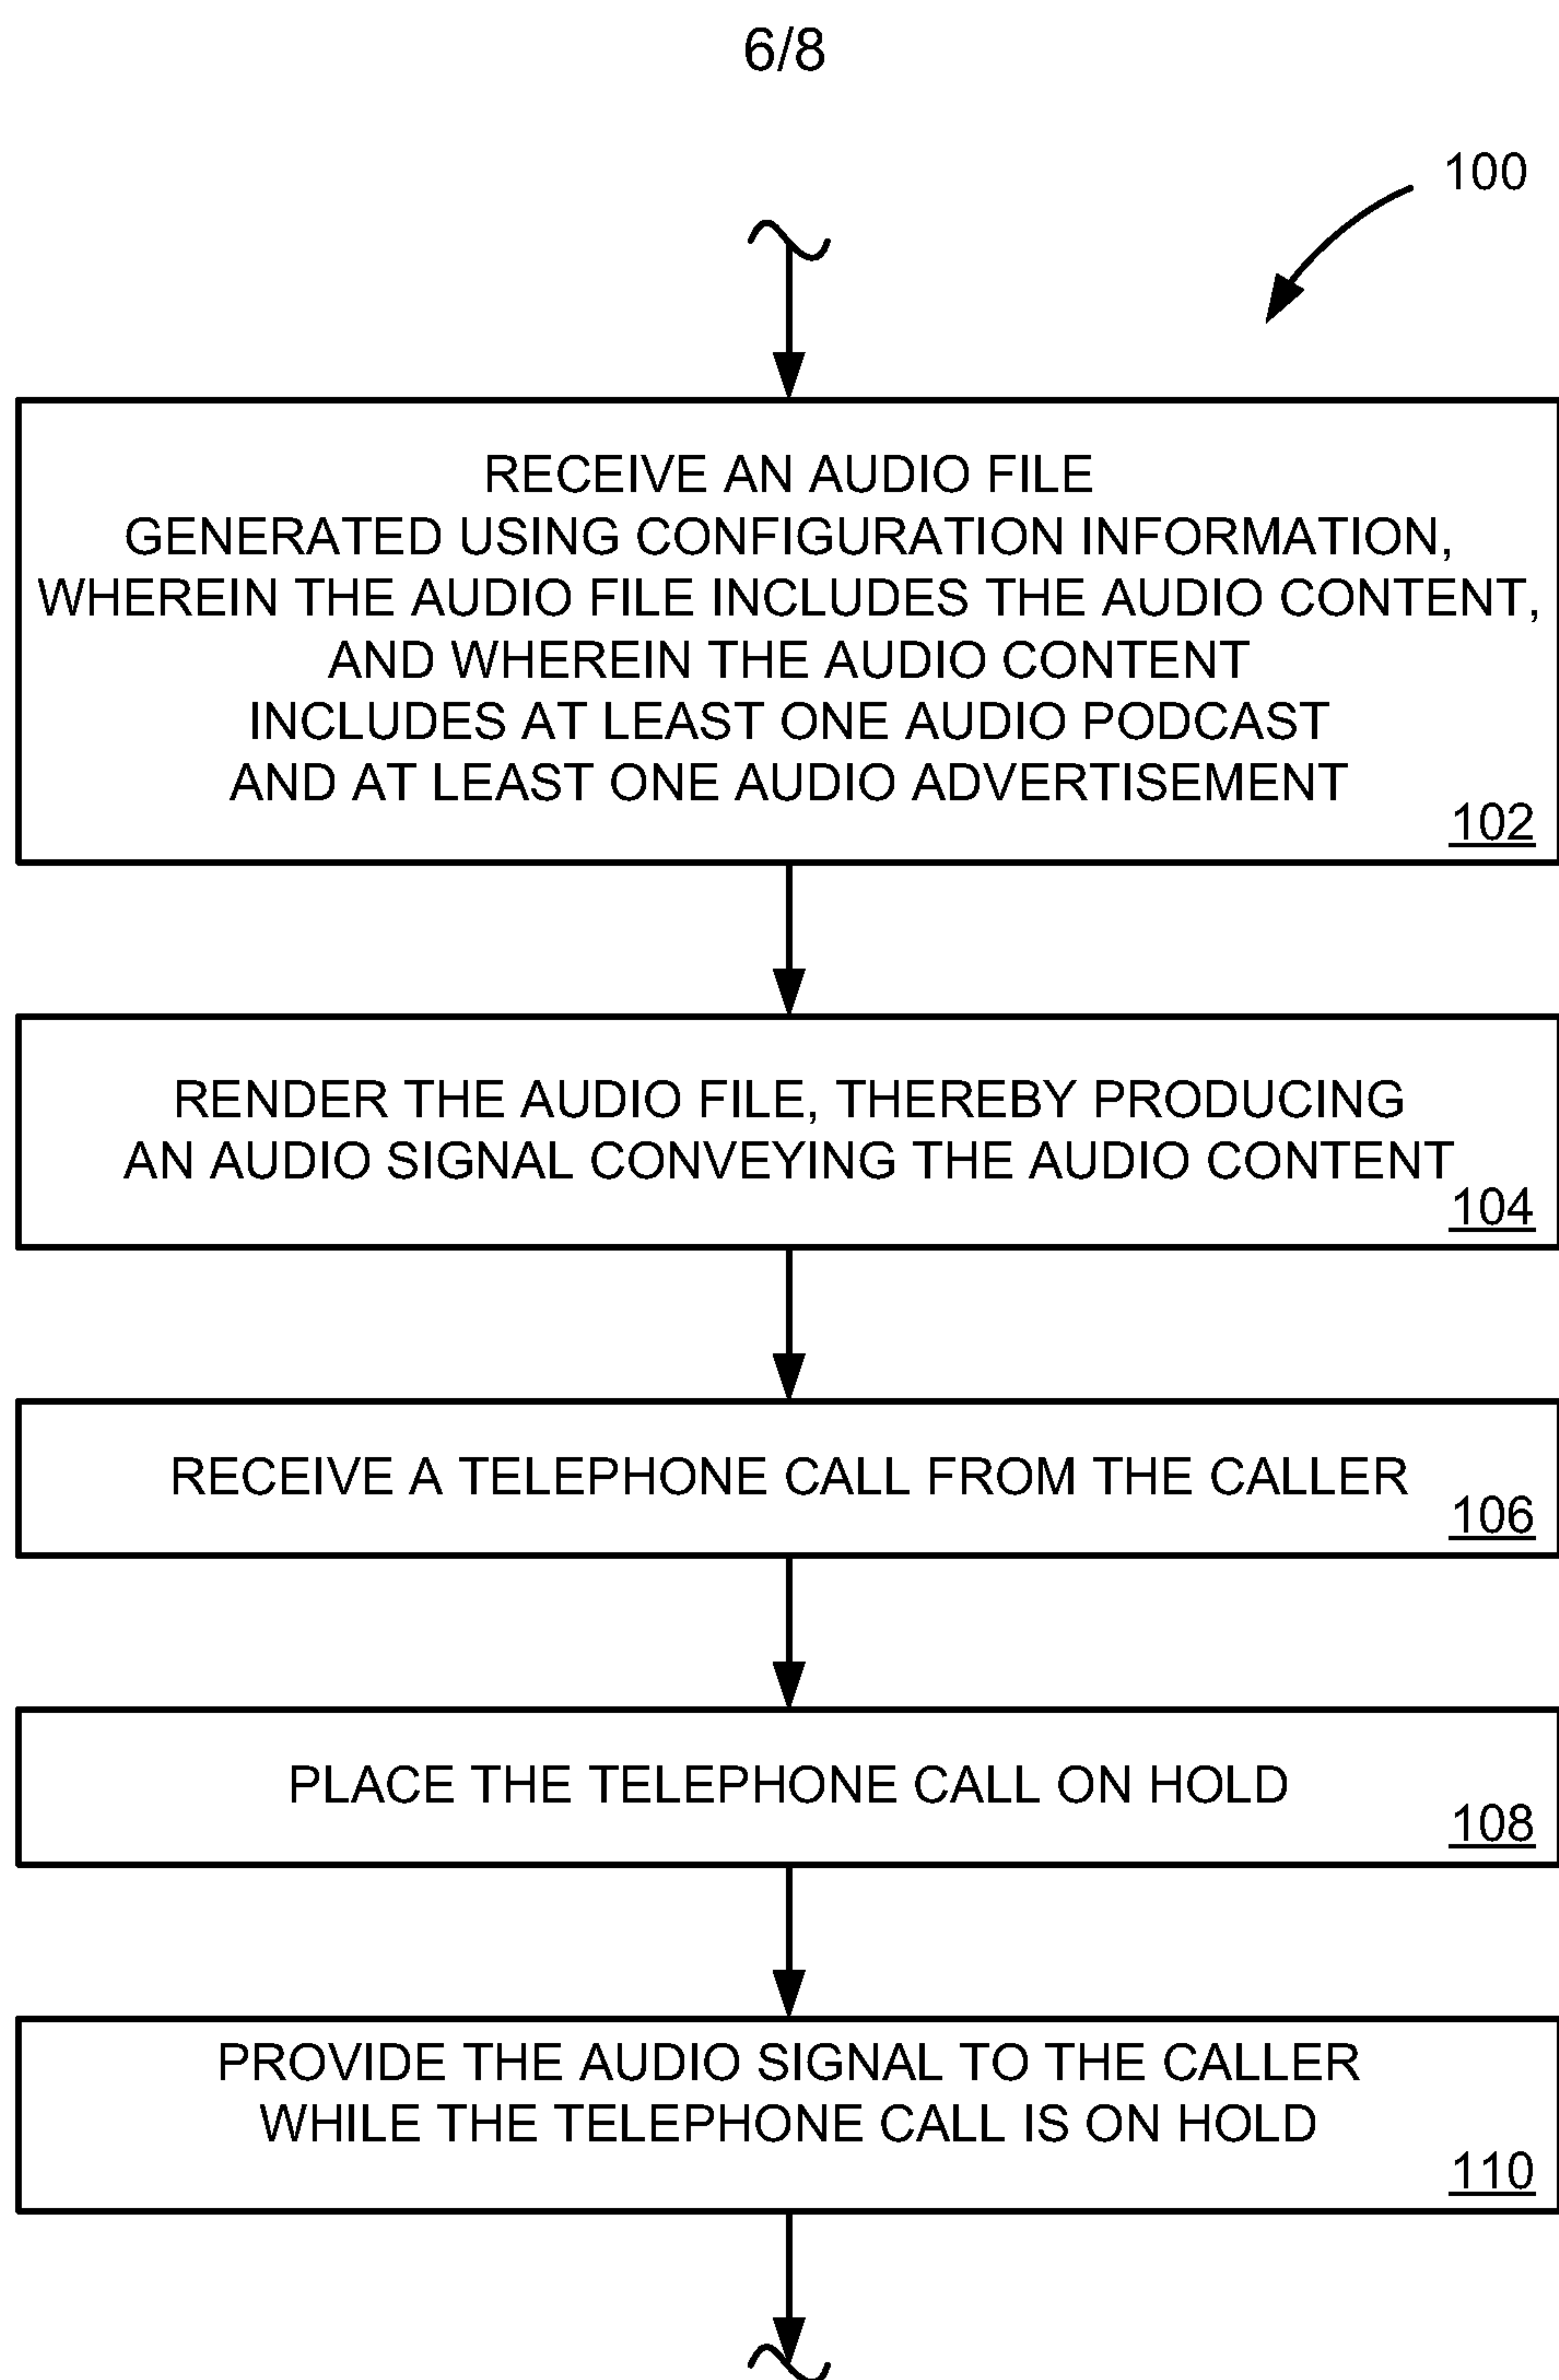 6/8
100
RECEIVE AN AUDIO FILE
GENERATED USING CONFIGURATION INFORMATION,
WHEREIN THE AUDIO FILE INCLUDES THE AUDIO CONTENT,
AND WHEREIN THE AUDIO CONTENT
INCLUDES AT LEAST ONE AUDIO PODCAST
AND AT LEAST ONE AUDIO ADVERTISEMENT
102
RENDER THE AUDIO FILE, THEREBY PRODUCING
AN AUDIO SIGNAL CONVEYING THE AUDIO CONTENT
104
RECEIVE A TELEPHONE CALL FROM THE CALLER
106
PLACE THE TELEPHONE CALL ON HOLD
108
PROVIDE THE AUDIO SIGNAL TO THE CALLER
WHILE THE TELEPHONE CALL IS ON HOLD
110